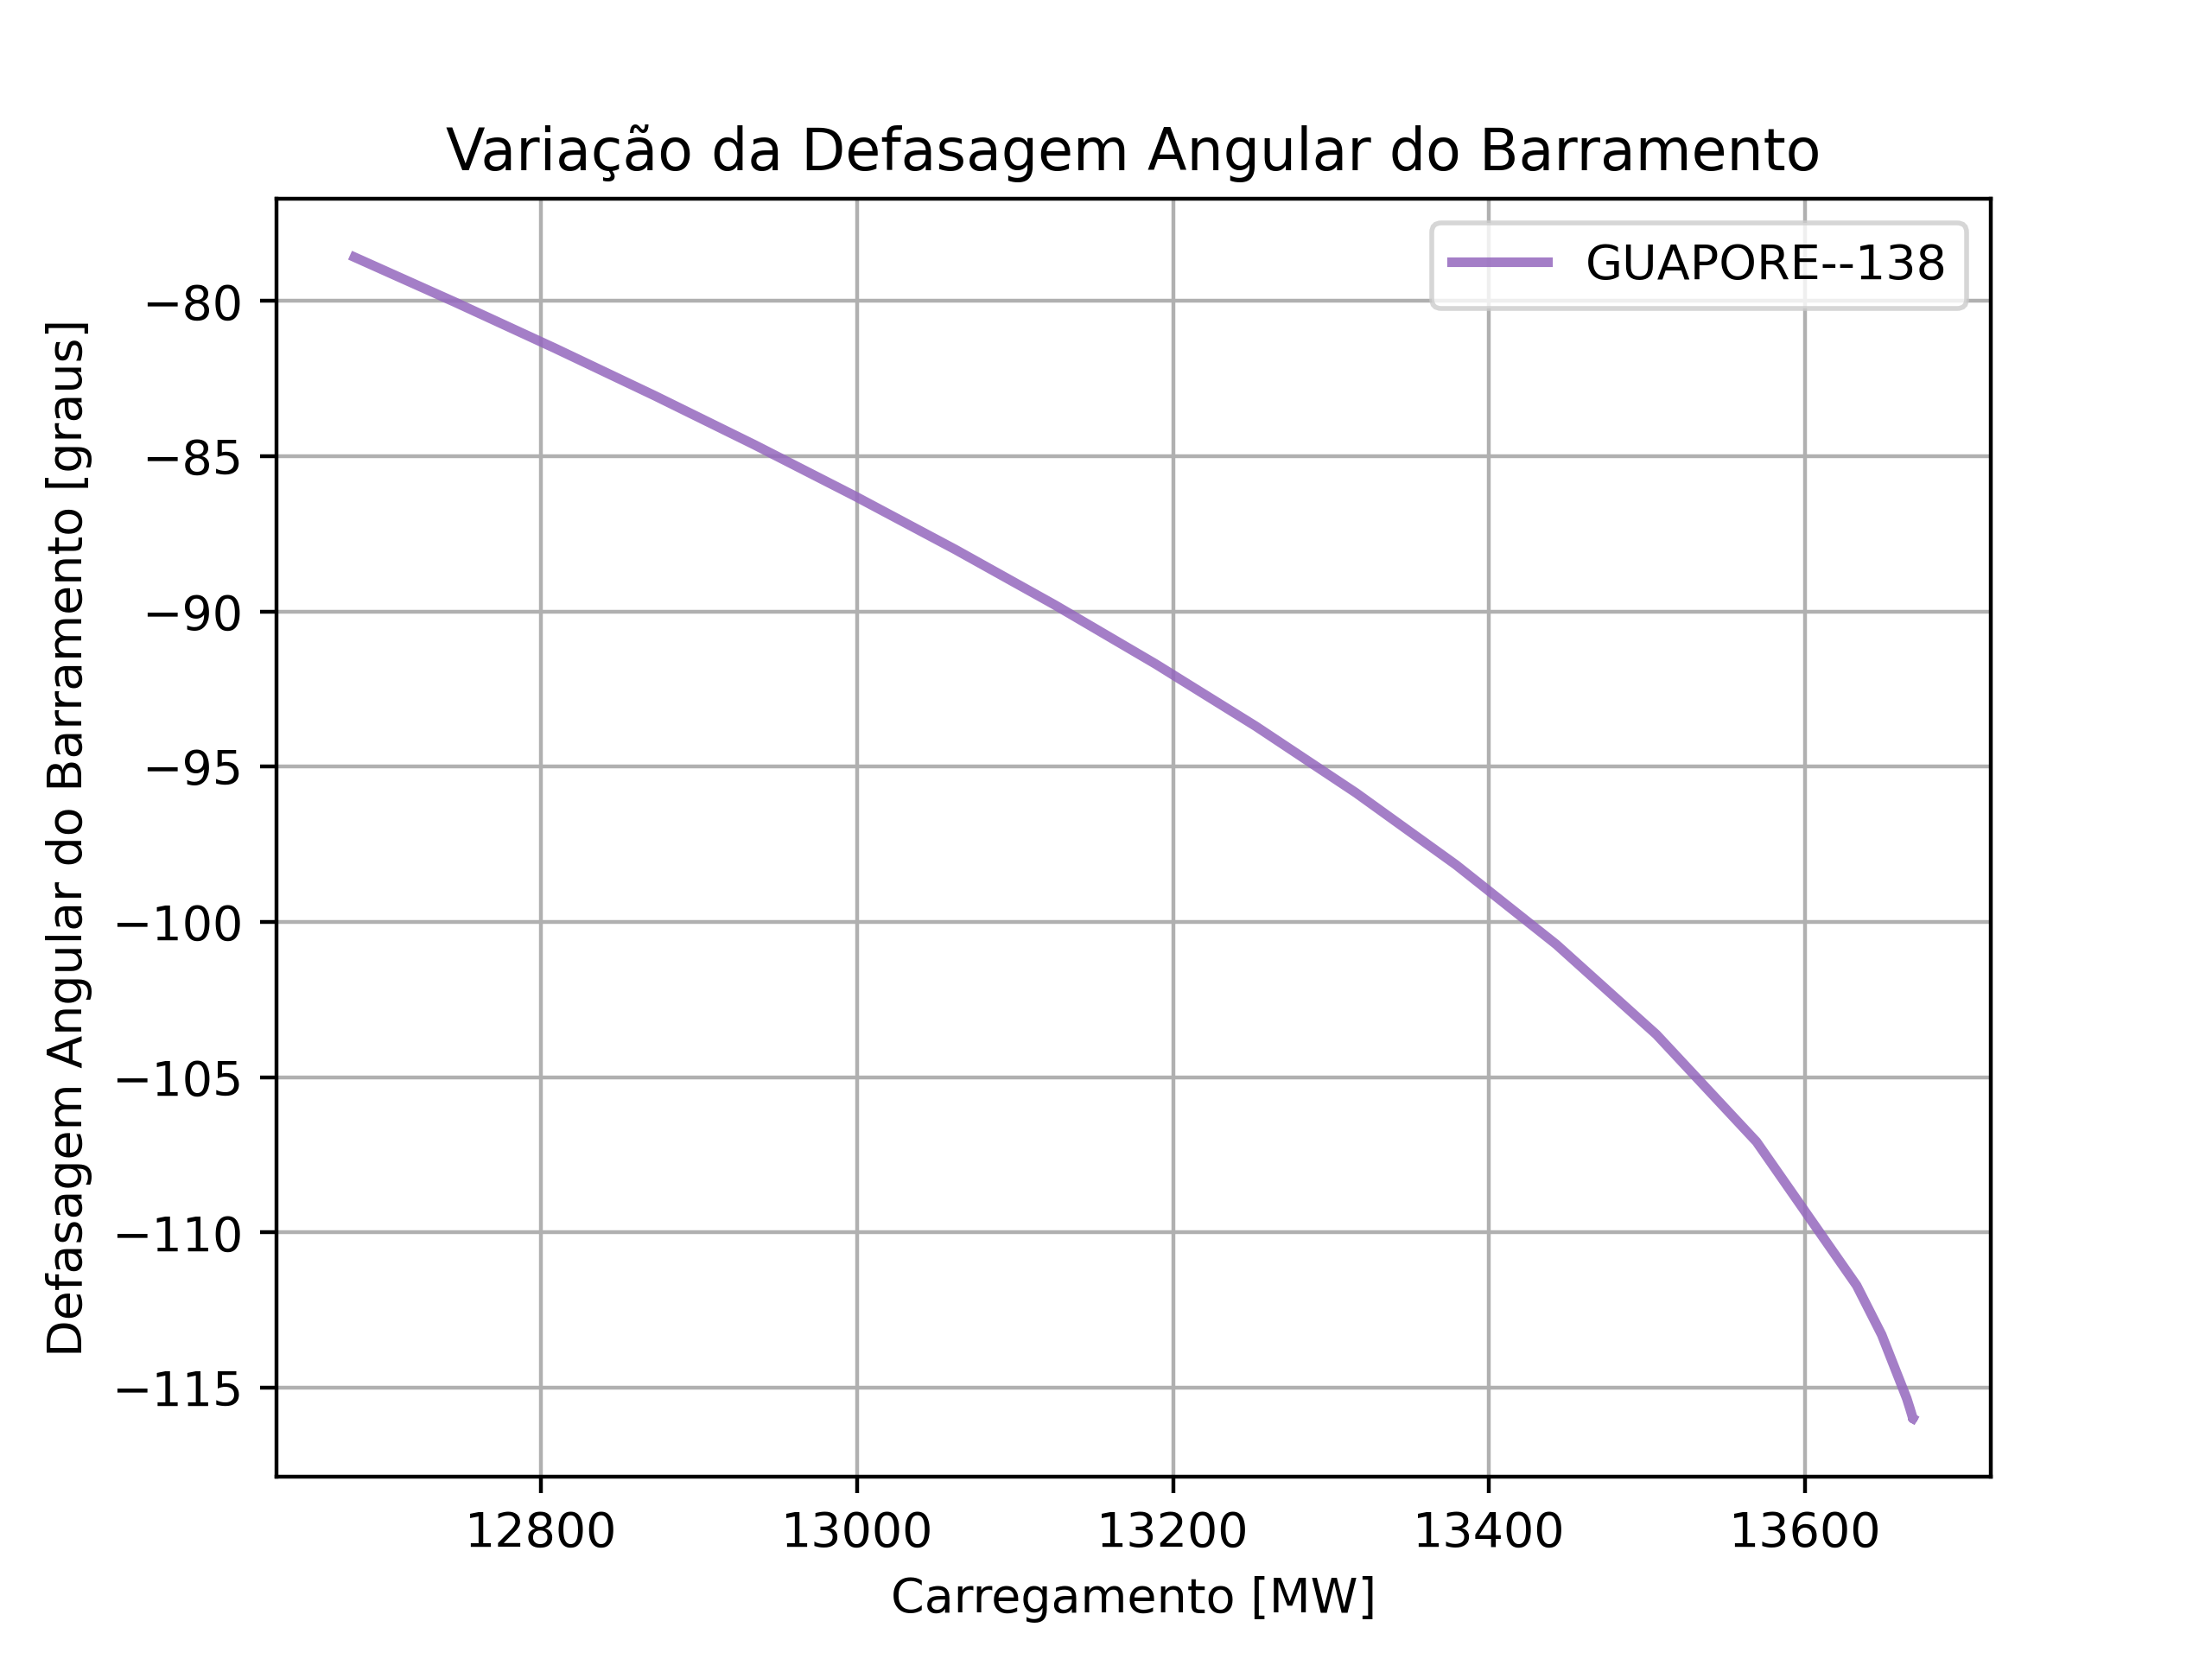 Variação da Defasagem Angular do Barramento
GUAPORE--138
Defasagem Angular do Barramento [graus]
−80
−85
−90
−95
−100
−105
−110
−115
12800 13000 13200 13400 13600
Carregamento [MW]